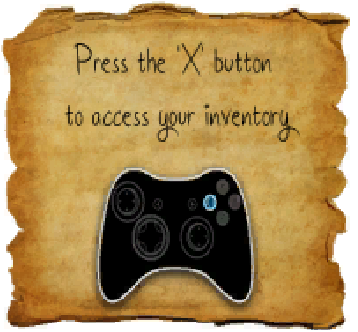 Press the 'X' button
to access your inventory